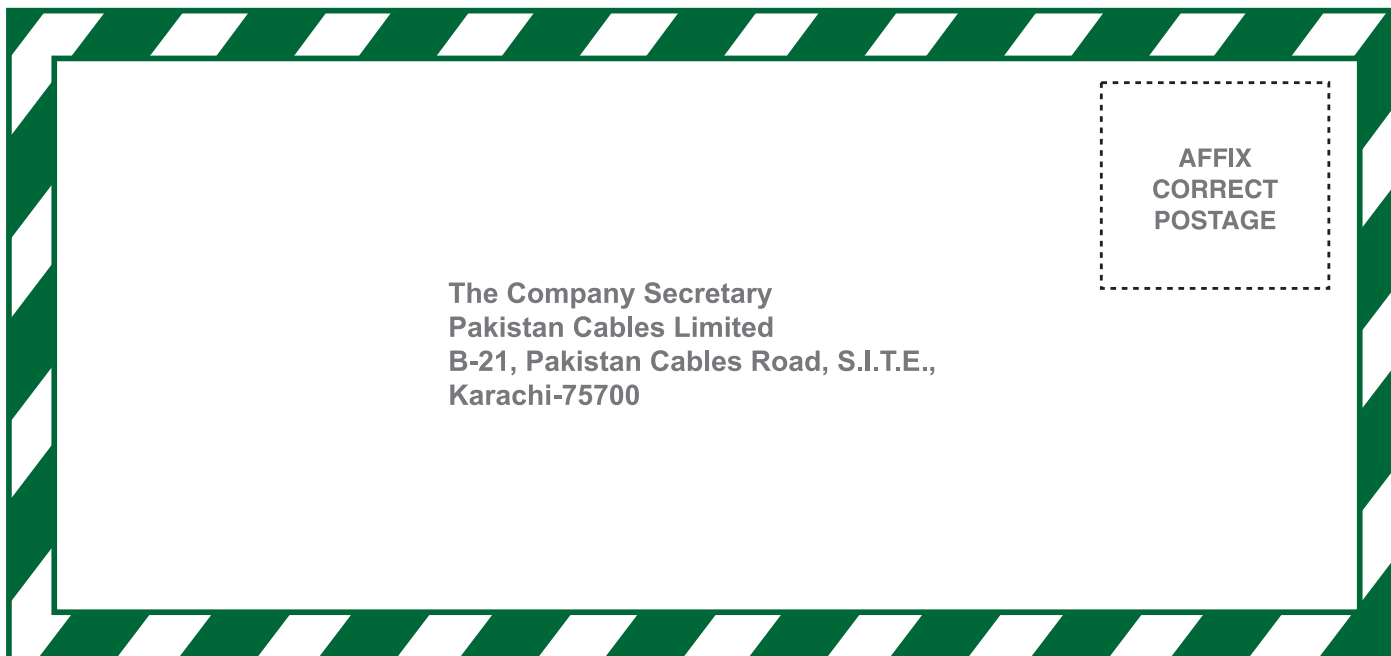 AFFIX
CORRECT
POSTAGE
The Company Secretary
Pakistan Cables Limited
B-21, Pakistan Cables Road, S.I.T.E.,
Karachi-75700